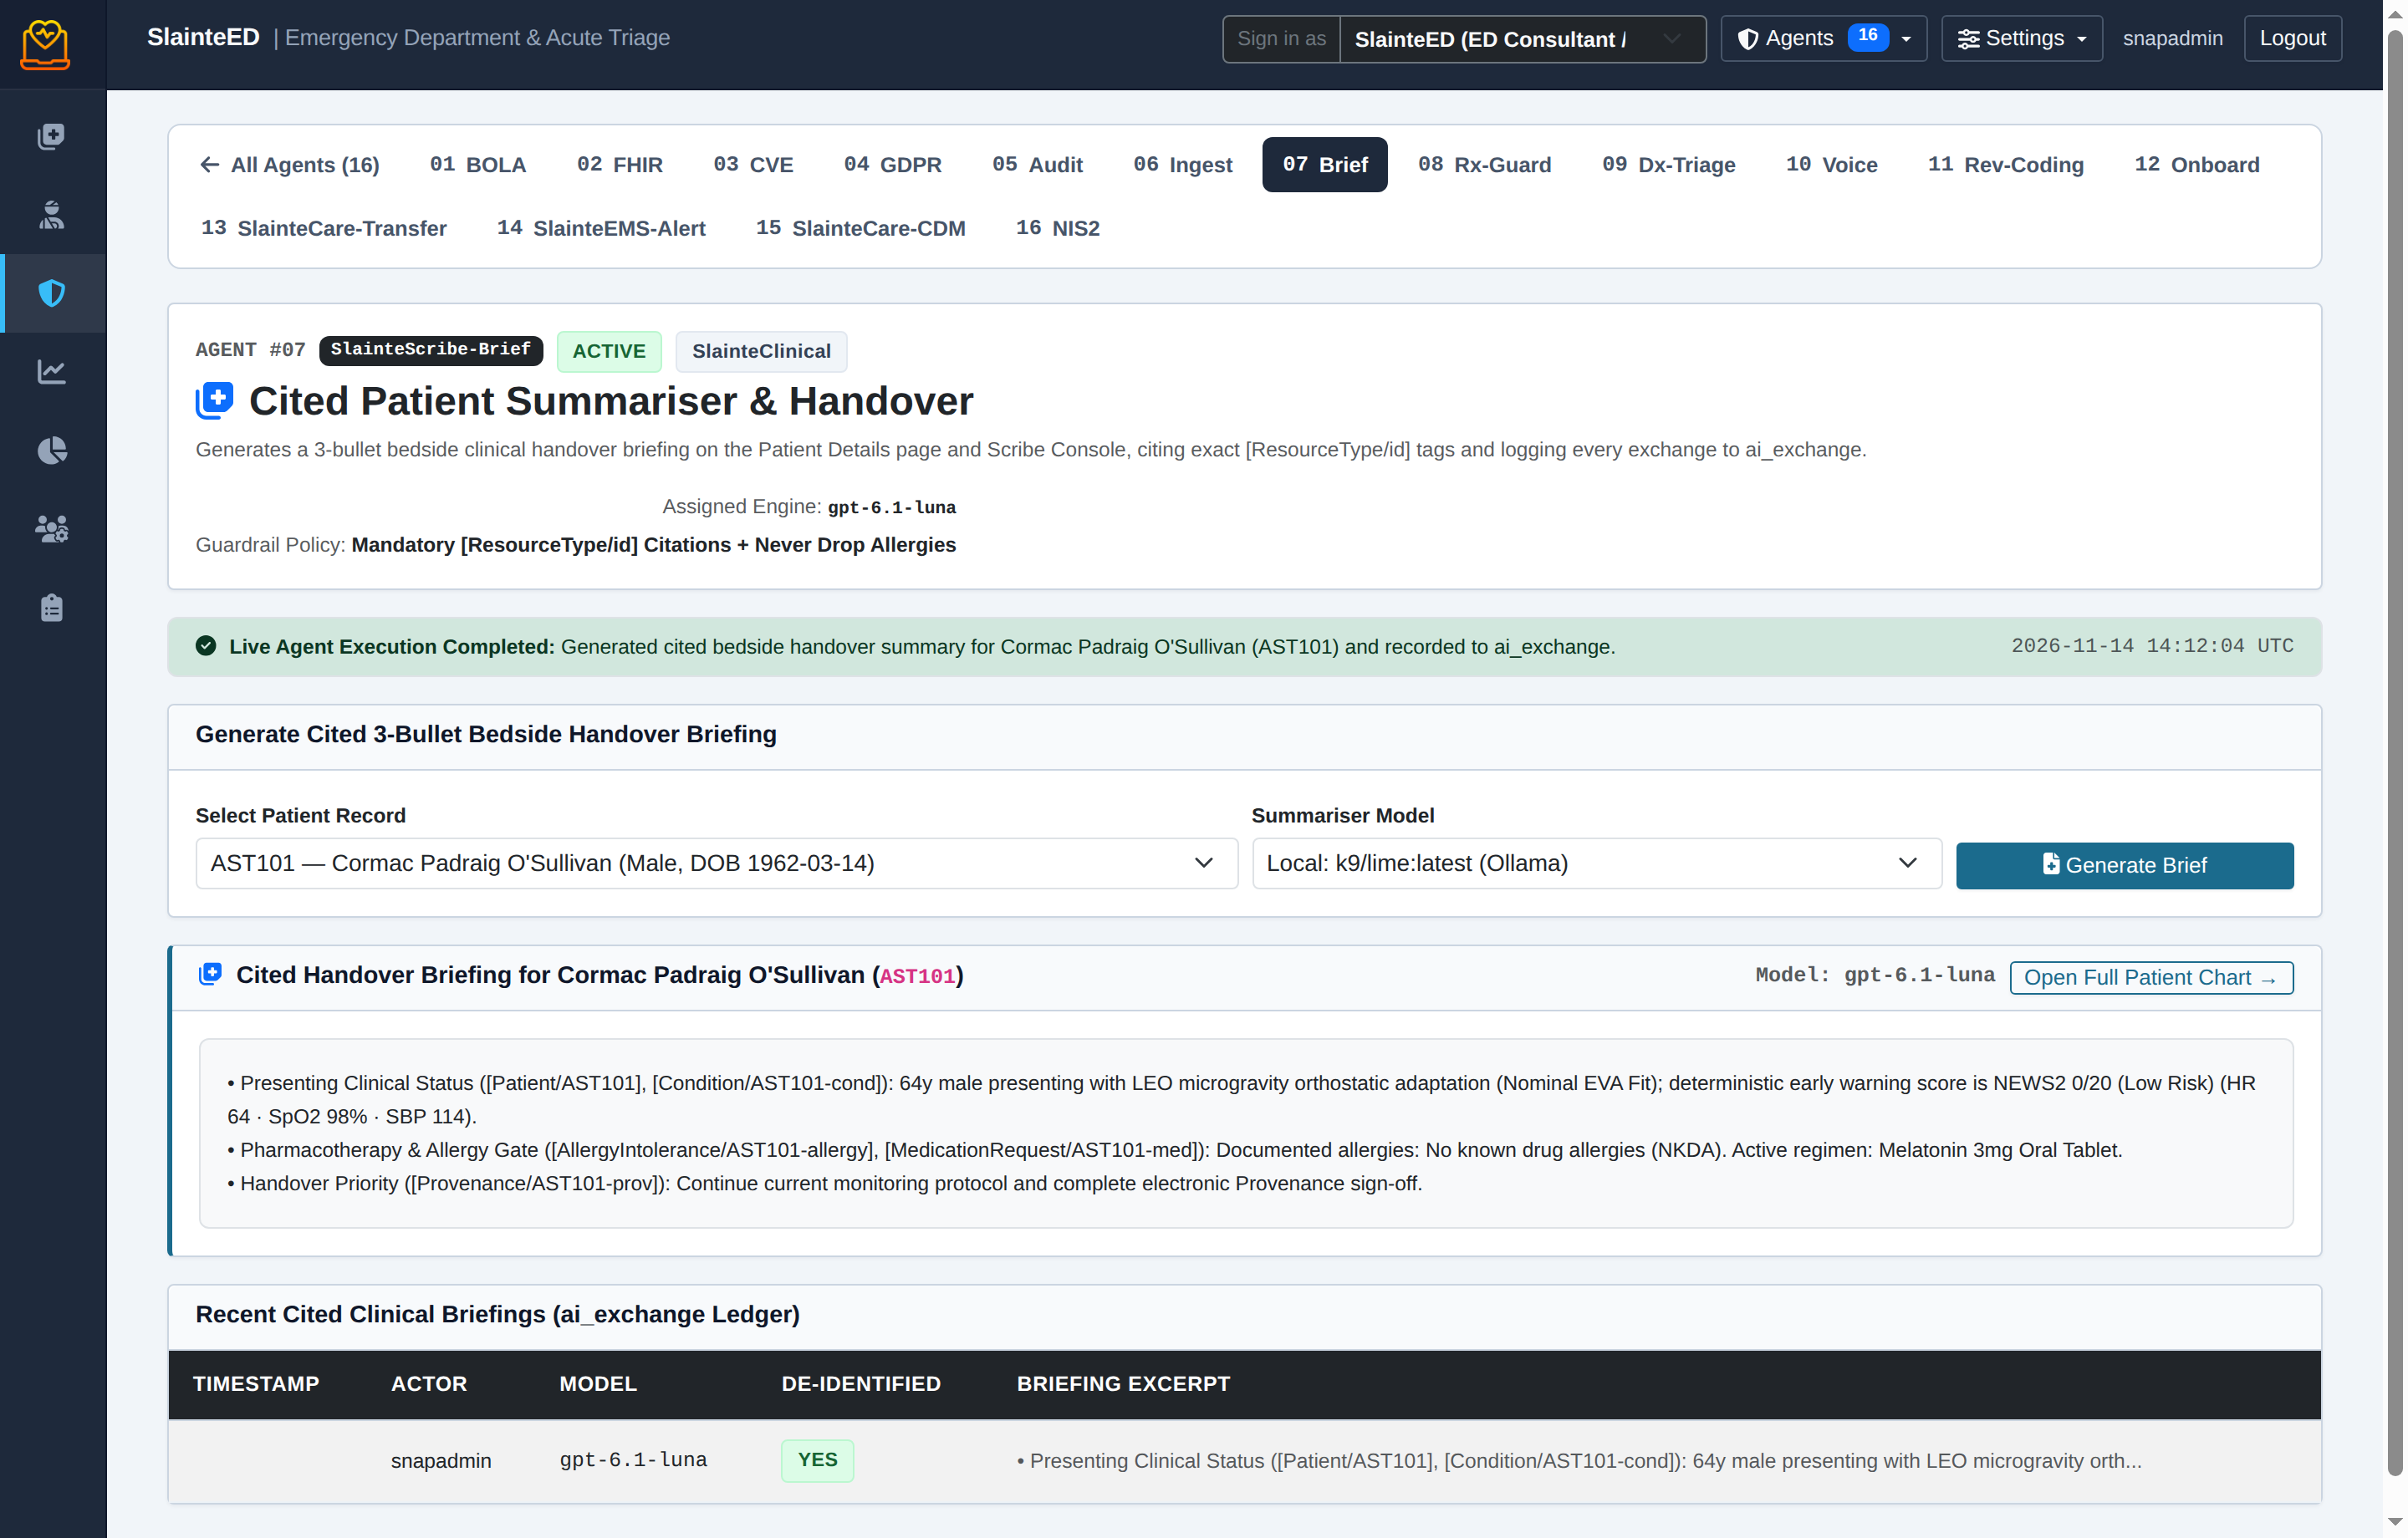 SlainteED | Emergency Department & Acute Triage
Sign in as SlainteED (ED Consultant /
Agents 16
Settings
snapadmin
Logout
All Agents (16) 01 BOLA 02 FHIR 03 CVE 04 GDPR 05 Audit 06 Ingest 07 Brief 08 Rx-Guard 09 Dx-Triage 10 Voice 11 Rev-Coding 12 Onboard
13 SlainteCare-Transfer 14 SlainteEMS-Alert 15 SlainteCare-CDM 16 NIS2
AGENT #07 SlainteScribe-Brief ACTIVE SlainteClinical
Cited Patient Summariser & Handover
Generates a 3-bullet bedside clinical handover briefing on the Patient Details page and Scribe Console, citing exact [ResourceType/id] tags and logging every exchange to ai_exchange.
Assigned Engine: gpt-6.1-luna
Guardrail Policy: Mandatory [ResourceType/id] Citations + Never Drop Allergies
Live Agent Execution Completed: Generated cited bedside handover summary for Cormac Padraig O'Sullivan (AST101) and recorded to ai_exchange. 2026-11-14 14:12:04 UTC
Generate Cited 3-Bullet Bedside Handover Briefing
Select Patient Record Summariser Model
AST101 — Cormac Padraig O'Sullivan (Male, DOB 1962-03-14) Local: k9/lime:latest (Ollama) Generate Brief
Cited Handover Briefing for Cormac Padraig O'Sullivan (AST101) Model: gpt-6.1-luna Open Full Patient Chart →
• Presenting Clinical Status ([Patient/AST101], [Condition/AST101-cond]): 64y male presenting with LEO microgravity orthostatic adaptation (Nominal EVA Fit); deterministic early warning score is NEWS2 0/20 (Low Risk) (HR
64 · SpO2 98% · SBP 114).
• Pharmacotherapy & Allergy Gate ([AllergyIntolerance/AST101-allergy], [MedicationRequest/AST101-med]): Documented allergies: No known drug allergies (NKDA). Active regimen: Melatonin 3mg Oral Tablet.
• Handover Priority ([Provenance/AST101-prov]): Continue current monitoring protocol and complete electronic Provenance sign-off.
Recent Cited Clinical Briefings (ai_exchange Ledger)
TIMESTAMP ACTOR MODEL DE-IDENTIFIED BRIEFING EXCERPT
snapadmin gpt-6.1-luna YES • Presenting Clinical Status ([Patient/AST101], [Condition/AST101-cond]): 64y male presenting with LEO microgravity orth...